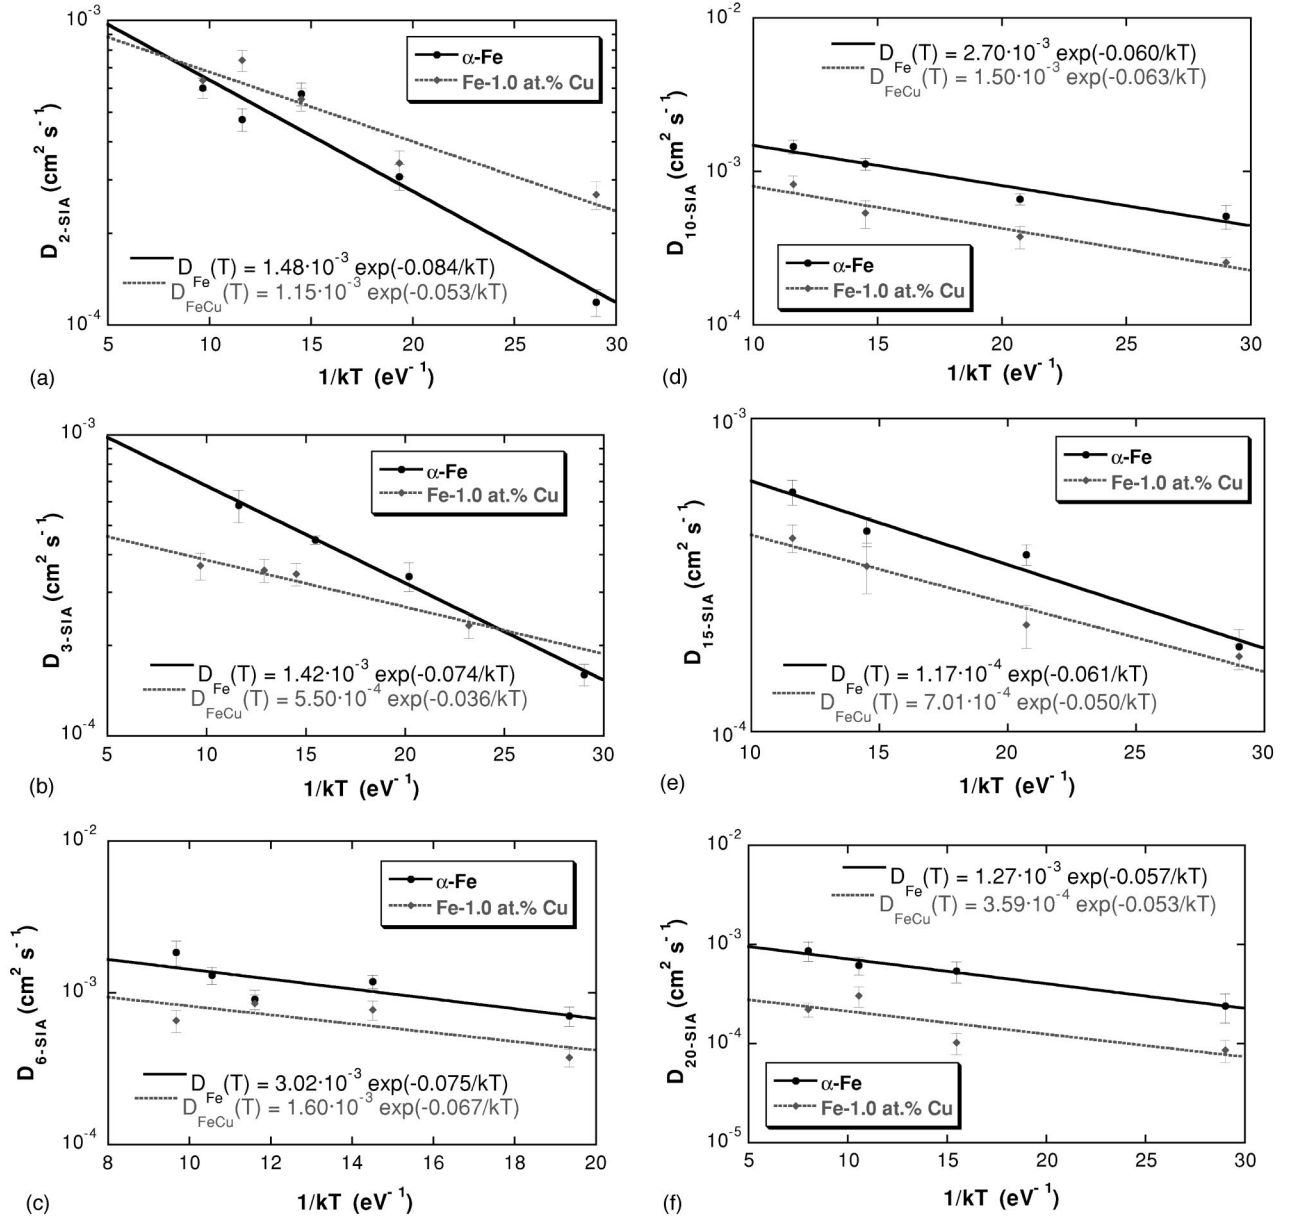 10⁻³
α-Fe
Fe-1.0 at.% Cu
D₂₋SIA (cm² s⁻¹)
D_Fe(T) = 1.48·10⁻³ exp(-0.084/kT)
D_FeCu(T) = 1.15·10⁻³ exp(-0.053/kT)
10⁻⁴
5 10 15 20 25 30
1/kT (eV⁻¹)
(a)
10⁻²
D_Fe(T) = 2.70·10⁻³ exp(-0.060/kT)
D_FeCu(T) = 1.50·10⁻³ exp(-0.063/kT)
D₁₀₋SIA (cm² s⁻¹)
10⁻³
α-Fe
Fe-1.0 at.% Cu
10⁻⁴
10 15 20 25 30
1/kT (eV⁻¹)
(d)
10⁻³
α-Fe
Fe-1.0 at.% Cu
D₃₋SIA (cm² s⁻¹)
D_Fe(T) = 1.42·10⁻³ exp(-0.074/kT)
D_FeCu(T) = 5.50·10⁻⁴ exp(-0.036/kT)
10⁻⁴
5 10 15 20 25 30
1/kT (eV⁻¹)
(b)
10⁻³
α-Fe
Fe-1.0 at.% Cu
D₁₅₋SIA (cm² s⁻¹)
D_Fe(T) = 1.17·10⁻⁴ exp(-0.061/kT)
D_FeCu(T) = 7.01·10⁻⁴ exp(-0.050/kT)
10⁻⁴
10 15 20 25 30
1/kT (eV⁻¹)
(e)
10⁻²
α-Fe
Fe-1.0 at.% Cu
D₆₋SIA (cm² s⁻¹)
10⁻³
D_Fe(T) = 3.02·10⁻³ exp(-0.075/kT)
D_FeCu(T) = 1.60·10⁻³ exp(-0.067/kT)
10⁻⁴
8 10 12 14 16 18 20
1/kT (eV⁻¹)
(c)
10⁻²
D_Fe(T) = 1.27·10⁻³ exp(-0.057/kT)
D_FeCu(T) = 3.59·10⁻⁴ exp(-0.053/kT)
10⁻³
D₂₀₋SIA (cm² s⁻¹)
10⁻⁴
α-Fe
Fe-1.0 at.% Cu
10⁻⁵
5 10 15 20 25 30
1/kT (eV⁻¹)
(f)